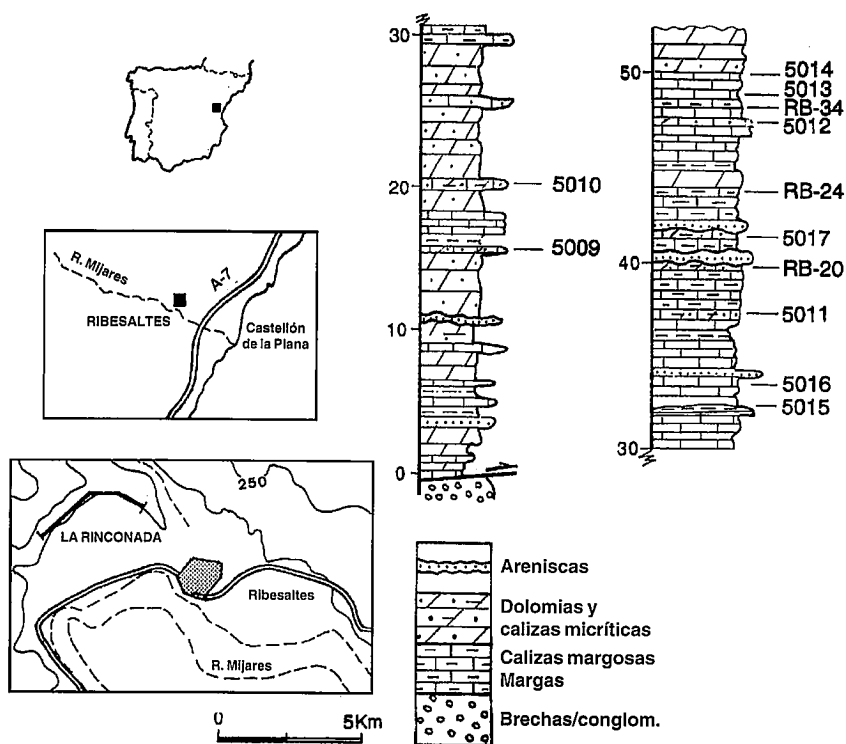 R. Mijares
A-7
RIBESALTES
Castellón
de la Plana
250
LA RINCONADA
Ribesaltes
R. Mijares
0 5Km
30
20
10
0
5010
5009
50
40
30
5014
5013
RB-34
5012
RB-24
5017
RB-20
5011
5016
5015
Areniscas
Dolomias y
calizas micríticas
Calizas margosas
Margas
Brechas/conglom.